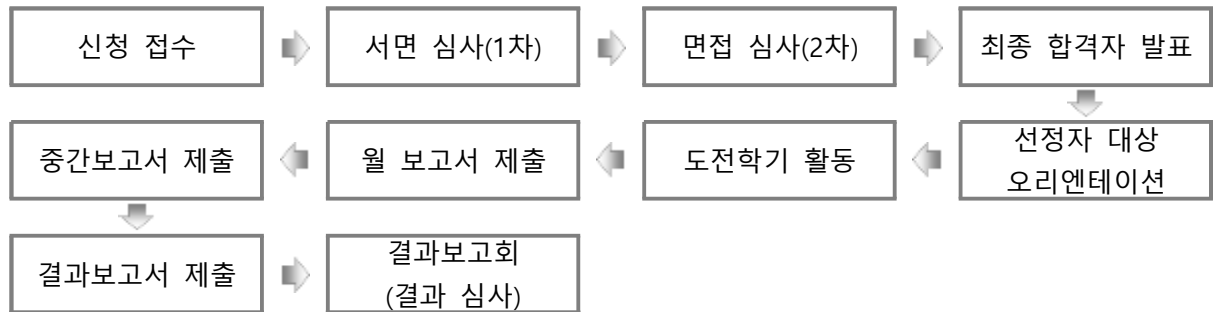 신청 접수
서면 심사(1차)
면접 심사(2차)
최종 합격자 발표
선정자 대상
오리엔테이션
도전학기 활동
월 보고서 제출
중간보고서 제출
결과보고서 제출
결과보고회
(결과 심사)